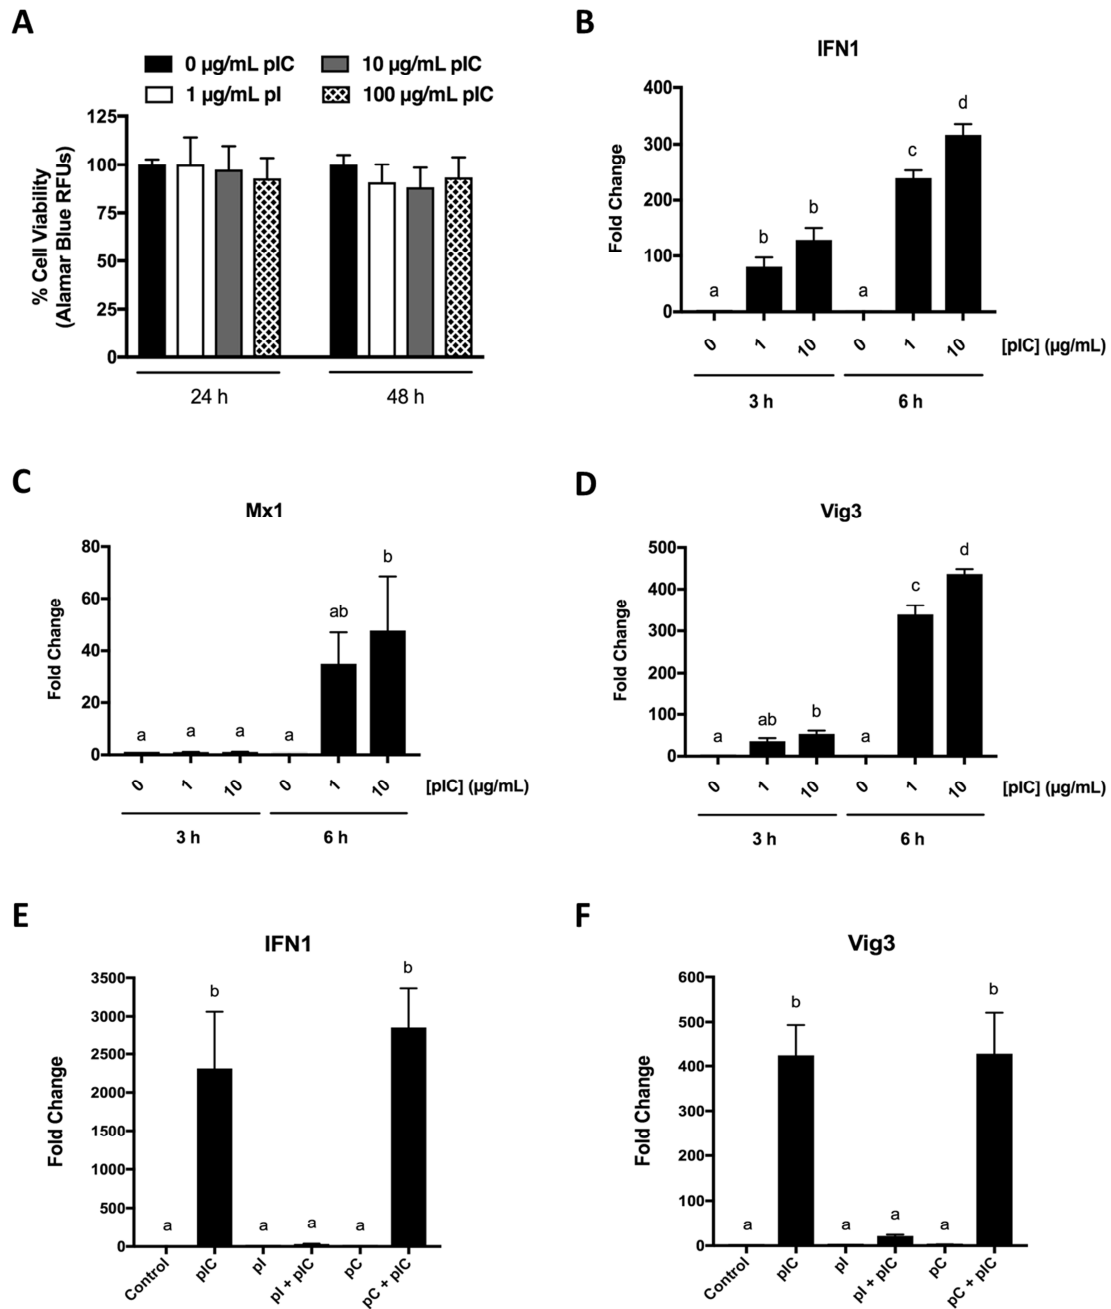 A
0 µg/mL pIC
10 µg/mL pIC
1 µg/mL pI
100 µg/mL pIC
% Cell Viability
(Alamar Blue RFUs)
125
100
75
50
25
0
24 h
48 h
B
IFN1
Fold Change
400
300
200
100
0
a
b
b
a
c
d
0 1 10 0 1 10 [pIC] (µg/mL)
3 h
6 h
C
Mx1
Fold Change
80
60
40
20
0
a
a
a
a
ab
b
0 1 10 0 1 10 [pIC] (µg/mL)
3 h
6 h
D
Vig3
Fold Change
500
400
300
200
100
0
a
ab
b
a
c
d
0 1 10 0 1 10 [pIC] (µg/mL)
3 h
6 h
E
IFN1
Fold Change
3500
3000
2500
2000
1500
1000
500
0
a
b
a
a
a
b
Control
pIC
pI
pI + pIC
pC
pC + pIC
F
Vig3
Fold Change
600
500
400
300
200
100
0
a
b
a
a
a
b
Control
pIC
pI
pI + pIC
pC
pC + pIC